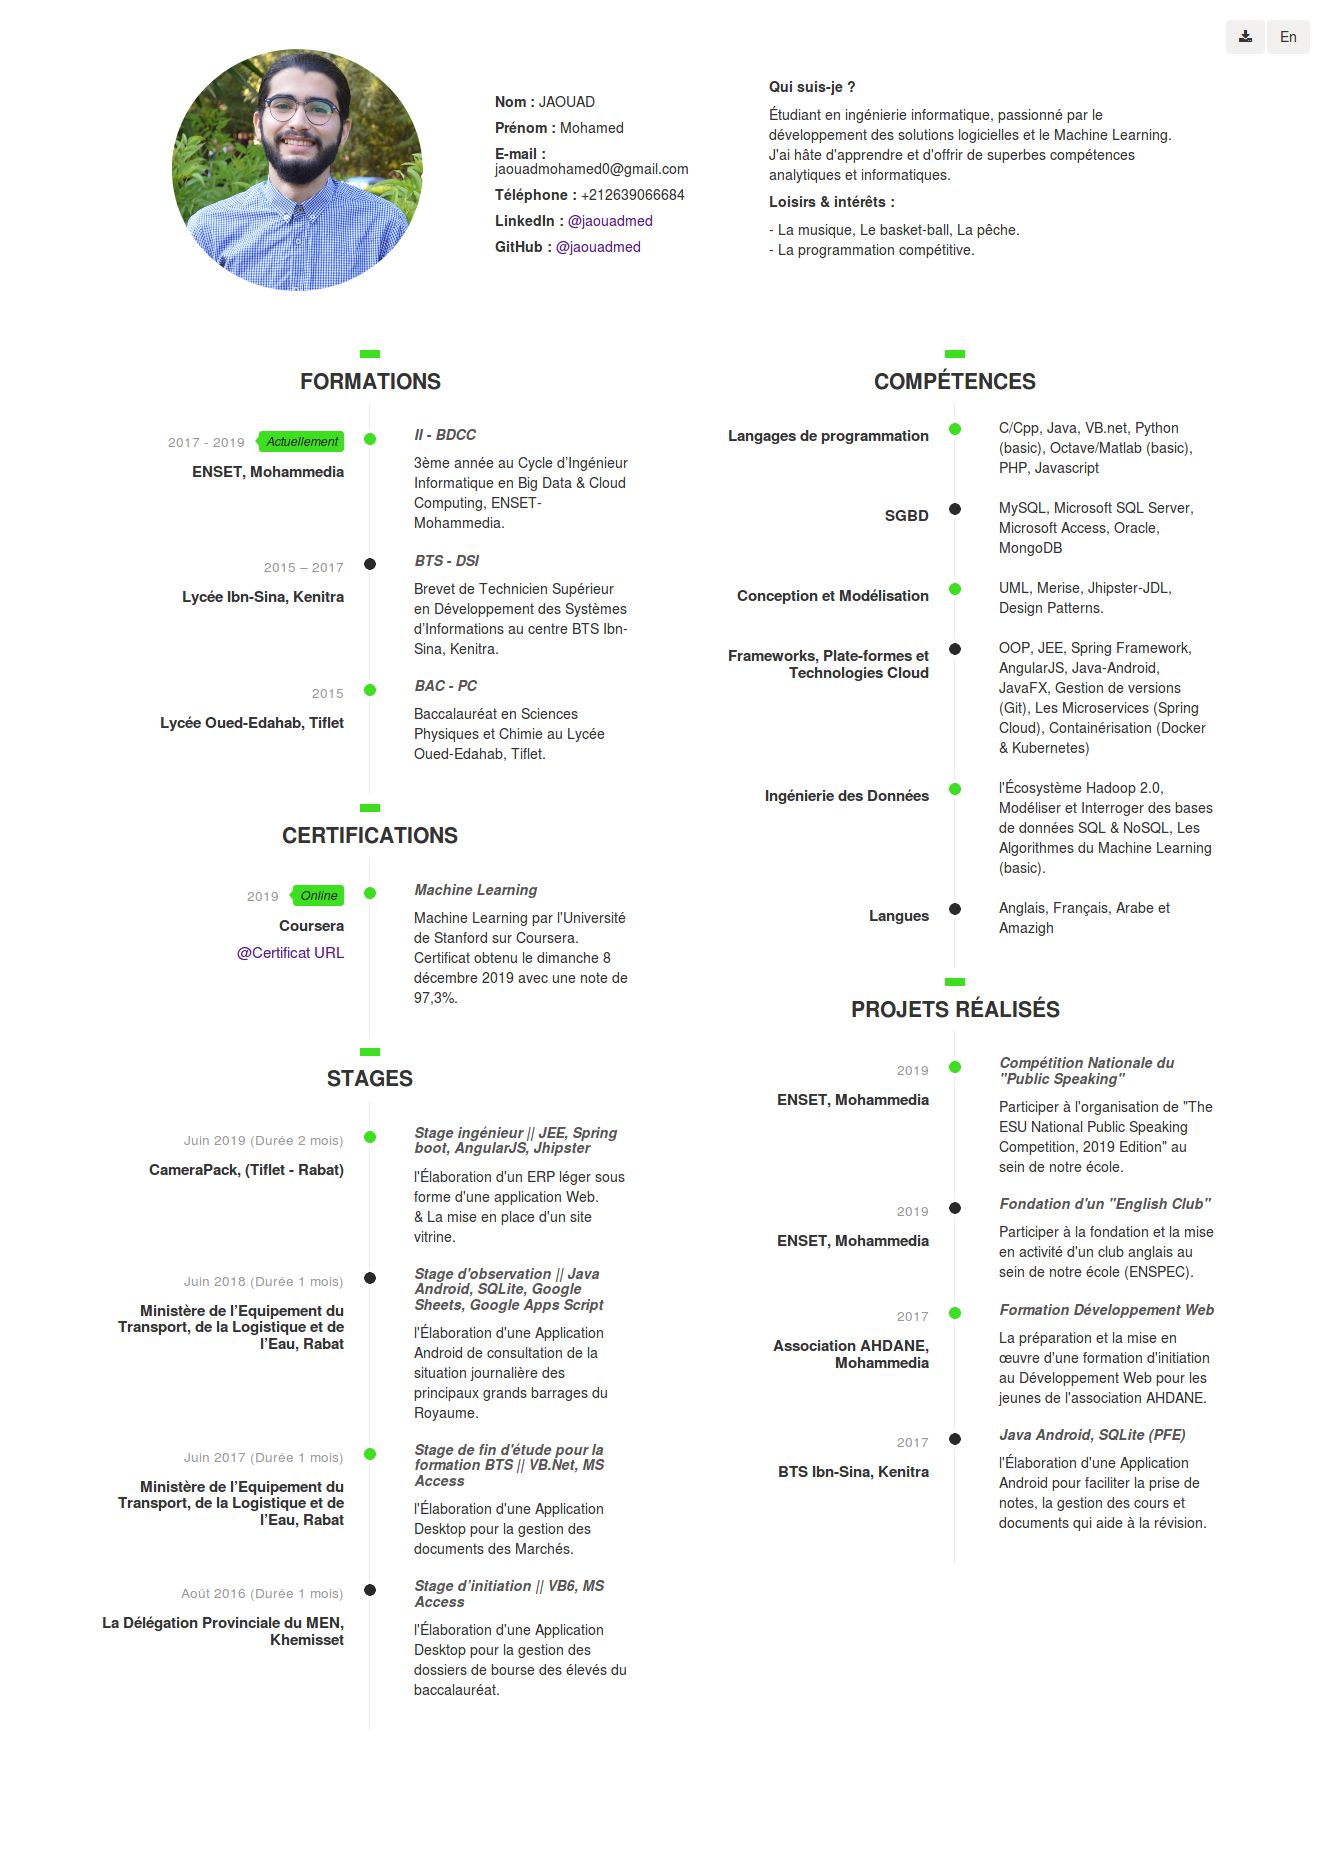 En
Nom : JAOUAD
Prénom : Mohamed
E-mail :
jaouadmohamed0@gmail.com
Téléphone : +212639066684
LinkedIn : @jaouadmed
GitHub : @jaouadmed
Qui suis-je ?
Étudiant en ingénierie informatique, passionné par le
développement des solutions logicielles et le Machine Learning.
J'ai hâte d'apprendre et d'offrir de superbes compétences
analytiques et informatiques.
Loisirs & intérêts :
- La musique, Le basket-ball, La pêche.
- La programmation compétitive.
FORMATIONS
2017 - 2019 Actuellement
ENSET, Mohammedia
II - BDCC
3ème année au Cycle d'Ingénieur
Informatique en Big Data & Cloud
Computing, ENSET-
Mohammedia.
2015 – 2017
Lycée Ibn-Sina, Kenitra
BTS - DSI
Brevet de Technicien Supérieur
en Développement des Systèmes
d'Informations au centre BTS Ibn-
Sina, Kenitra.
2015
Lycée Oued-Edahab, Tiflet
BAC - PC
Baccalauréat en Sciences
Physiques et Chimie au Lycée
Oued-Edahab, Tiflet.
CERTIFICATIONS
2019 Online
Coursera
@Certificat URL
Machine Learning
Machine Learning par l'Université
de Stanford sur Coursera.
Certificat obtenu le dimanche 8
décembre 2019 avec une note de
97,3%.
STAGES
Juin 2019 (Durée 2 mois)
CameraPack, (Tiflet - Rabat)
Stage ingénieur || JEE, Spring
boot, AngularJS, Jhipster
l'Élaboration d'un ERP léger sous
forme d'une application Web.
& La mise en place d'un site
vitrine.
Juin 2018 (Durée 1 mois)
Ministère de l'Equipement du
Transport, de la Logistique et de
l'Eau, Rabat
Stage d'observation || Java
Android, SQLite, Google
Sheets, Google Apps Script
l'Élaboration d'une Application
Android de consultation de la
situation journalière des
principaux grands barrages du
Royaume.
Juin 2017 (Durée 1 mois)
Ministère de l'Equipement du
Transport, de la Logistique et de
l'Eau, Rabat
Stage de fin d'étude pour la
formation BTS || VB.Net, MS
Access
l'Élaboration d'une Application
Desktop pour la gestion des
documents des Marchés.
Août 2016 (Durée 1 mois)
La Délégation Provinciale du MEN,
Khemisset
Stage d'initiation || VB6, MS
Access
l'Élaboration d'une Application
Desktop pour la gestion des
dossiers de bourse des élevés du
baccalauréat.
COMPÉTENCES
Langages de programmation
C/Cpp, Java, VB.net, Python
(basic), Octave/Matlab (basic),
PHP, Javascript
SGBD
MySQL, Microsoft SQL Server,
Microsoft Access, Oracle,
MongoDB
Conception et Modélisation
UML, Merise, Jhipster-JDL,
Design Patterns.
Frameworks, Plate-formes et
Technologies Cloud
OOP, JEE, Spring Framework,
AngularJS, Java-Android,
JavaFX, Gestion de versions
(Git), Les Microservices (Spring
Cloud), Containérisation (Docker
& Kubernetes)
Ingénierie des Données
l'Écosystème Hadoop 2.0,
Modéliser et Interroger des bases
de données SQL & NoSQL, Les
Algorithmes du Machine Learning
(basic).
Langues
Anglais, Français, Arabe et
Amazigh
PROJETS RÉALISÉS
2019
ENSET, Mohammedia
Compétition Nationale du
"Public Speaking"
Participer à l'organisation de "The
ESU National Public Speaking
Competition, 2019 Edition" au
sein de notre école.
2019
ENSET, Mohammedia
Fondation d'un "English Club"
Participer à la fondation et la mise
en activité d'un club anglais au
sein de notre école (ENSPEC).
2017
Association AHDANE,
Mohammedia
Formation Développement Web
La préparation et la mise en
œuvre d'une formation d'initiation
au Développement Web pour les
jeunes de l'association AHDANE.
2017
BTS Ibn-Sina, Kenitra
Java Android, SQLite (PFE)
l'Élaboration d'une Application
Android pour faciliter la prise de
notes, la gestion des cours et
documents qui aide à la révision.